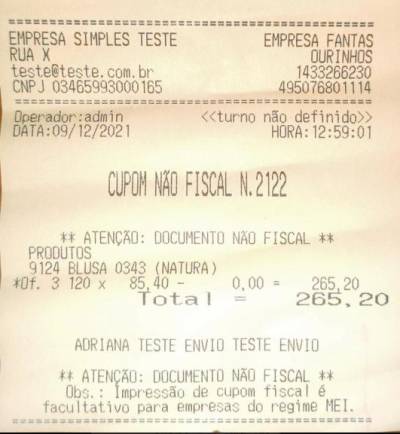 EMPRESA SIMPLES TESTE EMPRESA FANTAS
RUA X OURINHOS
teste@teste.com.br 1433266230
CNPJ 03465993000165 495076801114
Operador:admin <<turno não definido>>
DATA:09/12/2021 HORA:12:59:01
CUPOM NÃO FISCAL N.2122
** ATENÇÃO: DOCUMENTO NÃO FISCAL **
PRODUTOS
9124 BLUSA 0343 (NATURA)
*Of. 3 120 x 85,40 - 0,00 = 265,20
Total = 265,20
ADRIANA TESTE ENVIO TESTE ENVIO
** ATENÇÃO: DOCUMENTO NÃO FISCAL **
Obs.: Impressão de cupom fiscal é
facultativo para empresas do regime MEI.